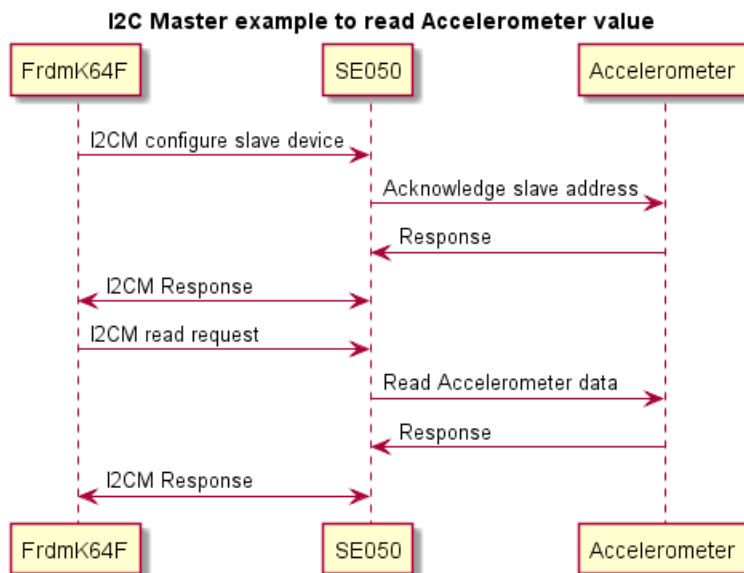 I2C Master example to read Accelerometer value
FrdmK64F
SE050
Accelerometer
I2CM configure slave device
Acknowledge slave address
Response
I2CM Response
I2CM read request
Read Accelerometer data
Response
I2CM Response
FrdmK64F
SE050
Accelerometer